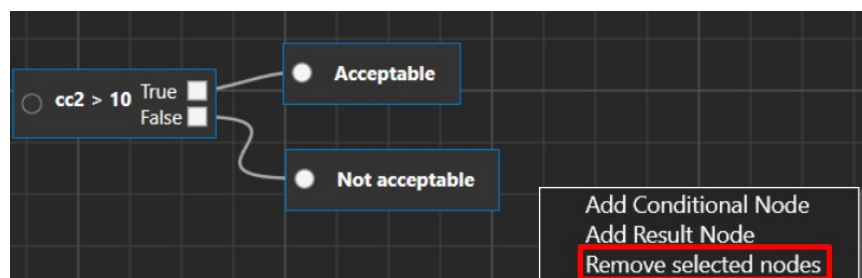 cc2 > 10
True
False
Acceptable
Not acceptable
Add Conditional Node
Add Result Node
Remove selected nodes